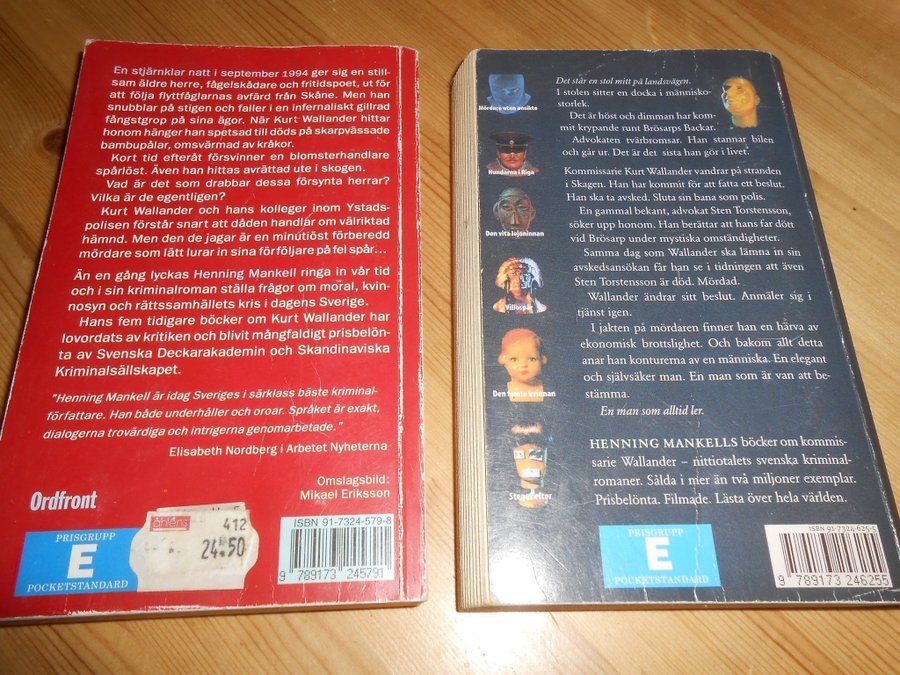 En stjärnklar natt i september 1994 ger sig en still-
sam äldre herre, fågelskådare och fritidspoet, ut för
att följa flyttfåglarnas avfärd från Skåne. Men han
snubblar på stigen och faller i en infernaliskt gillrad
fångstgrop på sina ägor. När Kurt Wallander hittar
honom hänger han spetsad till döds på skarpvässade
bambupålar, omsvärmad av kråkor.
Kort tid efteråt försvinner en blomsterhandlare
spårlöst. Även han hittas avrättad ute i skogen.
Vad är det som drabbar dessa försynta herrar?
Vilka är de egentligen?
Kurt Wallander och hans kolleger inom Ystads-
polisen förstår snart att dåden handlar om välriktad
hämnd. Men den de jagar är en minutiöst förberedd
mördare som lätt lurar in sina förföljare på fel spår...
Än en gång lyckas Henning Mankell ringa in vår tid
och i sin kriminalroman ställa frågor om moral, kvin-
nosyn och rättssamhällets kris i dagens Sverige.
Hans fem tidigare böcker om Kurt Wallander har
lovordats av kritiken och blivit mångfaldigt prisbelön-
ta av Svenska Deckarakademin och Skandinaviska
Kriminalsällskapet.
"Henning Mankell är idag Sveriges i särklass bäste kriminal-
författare. Han både underhåller och oroar. Språket är exakt,
dialogerna trovärdiga och intrigerna genomarbetade."
Elisabeth Nordberg i Arbetet Nyheterna
Omslagsbild:
Mikael Eriksson
Ordfront
åhléns
412
24.50
PRISGRUPP
E
POCKETSTANDARD
ISBN 91-7324-579-8
9 789173 245791
Mördare utan ansikte
Hundarna i Riga
Den vita lejoninnan
Villospår
Den femte kvinnan
Steget efter
Det står en stol mitt på landsvägen.
I stolen sitter en docka i människo-
storlek.
Det är höst och dimman har kom-
mit krypande runt Brösarps Backar.
Advokaten tvärbromsar. Han stannar bilen
och går ur. Det är det sista han gör i livet.
Kommissarie Kurt Wallander vandrar på stranden
i Skagen. Han har kommit för att fatta ett beslut.
Han ska ta avsked. Sluta sin bana som polis.
En gammal bekant, advokat Sten Torstensson,
söker upp honom. Han berättar att hans far dött
vid Brösarp under mystiska omständigheter.
Samma dag som Wallander ska lämna in sin
avskedsansökan får han se i tidningen att även
Sten Torstensson är död. Mördad.
Wallander ändrar sitt beslut. Anmäler sig i
tjänst igen.
I jakten på mördaren finner han en härva av
ekonomisk brottslighet. Och bakom allt detta
anar han konturerna av en människa. En elegant
och självsäker man. En man som är van att be-
stämma.
En man som alltid ler.
HENNING MANKELLS böcker om kommis-
sarie Wallander – nittiotalets svenska kriminal-
romaner. Sålda i mer än två miljoner exemplar.
Prisbelönta. Filmade. Lästa över hela världen.
PRISGRUPP
E
POCKETSTANDARD
ISBN 91-7324-625-5
9 789173 246255